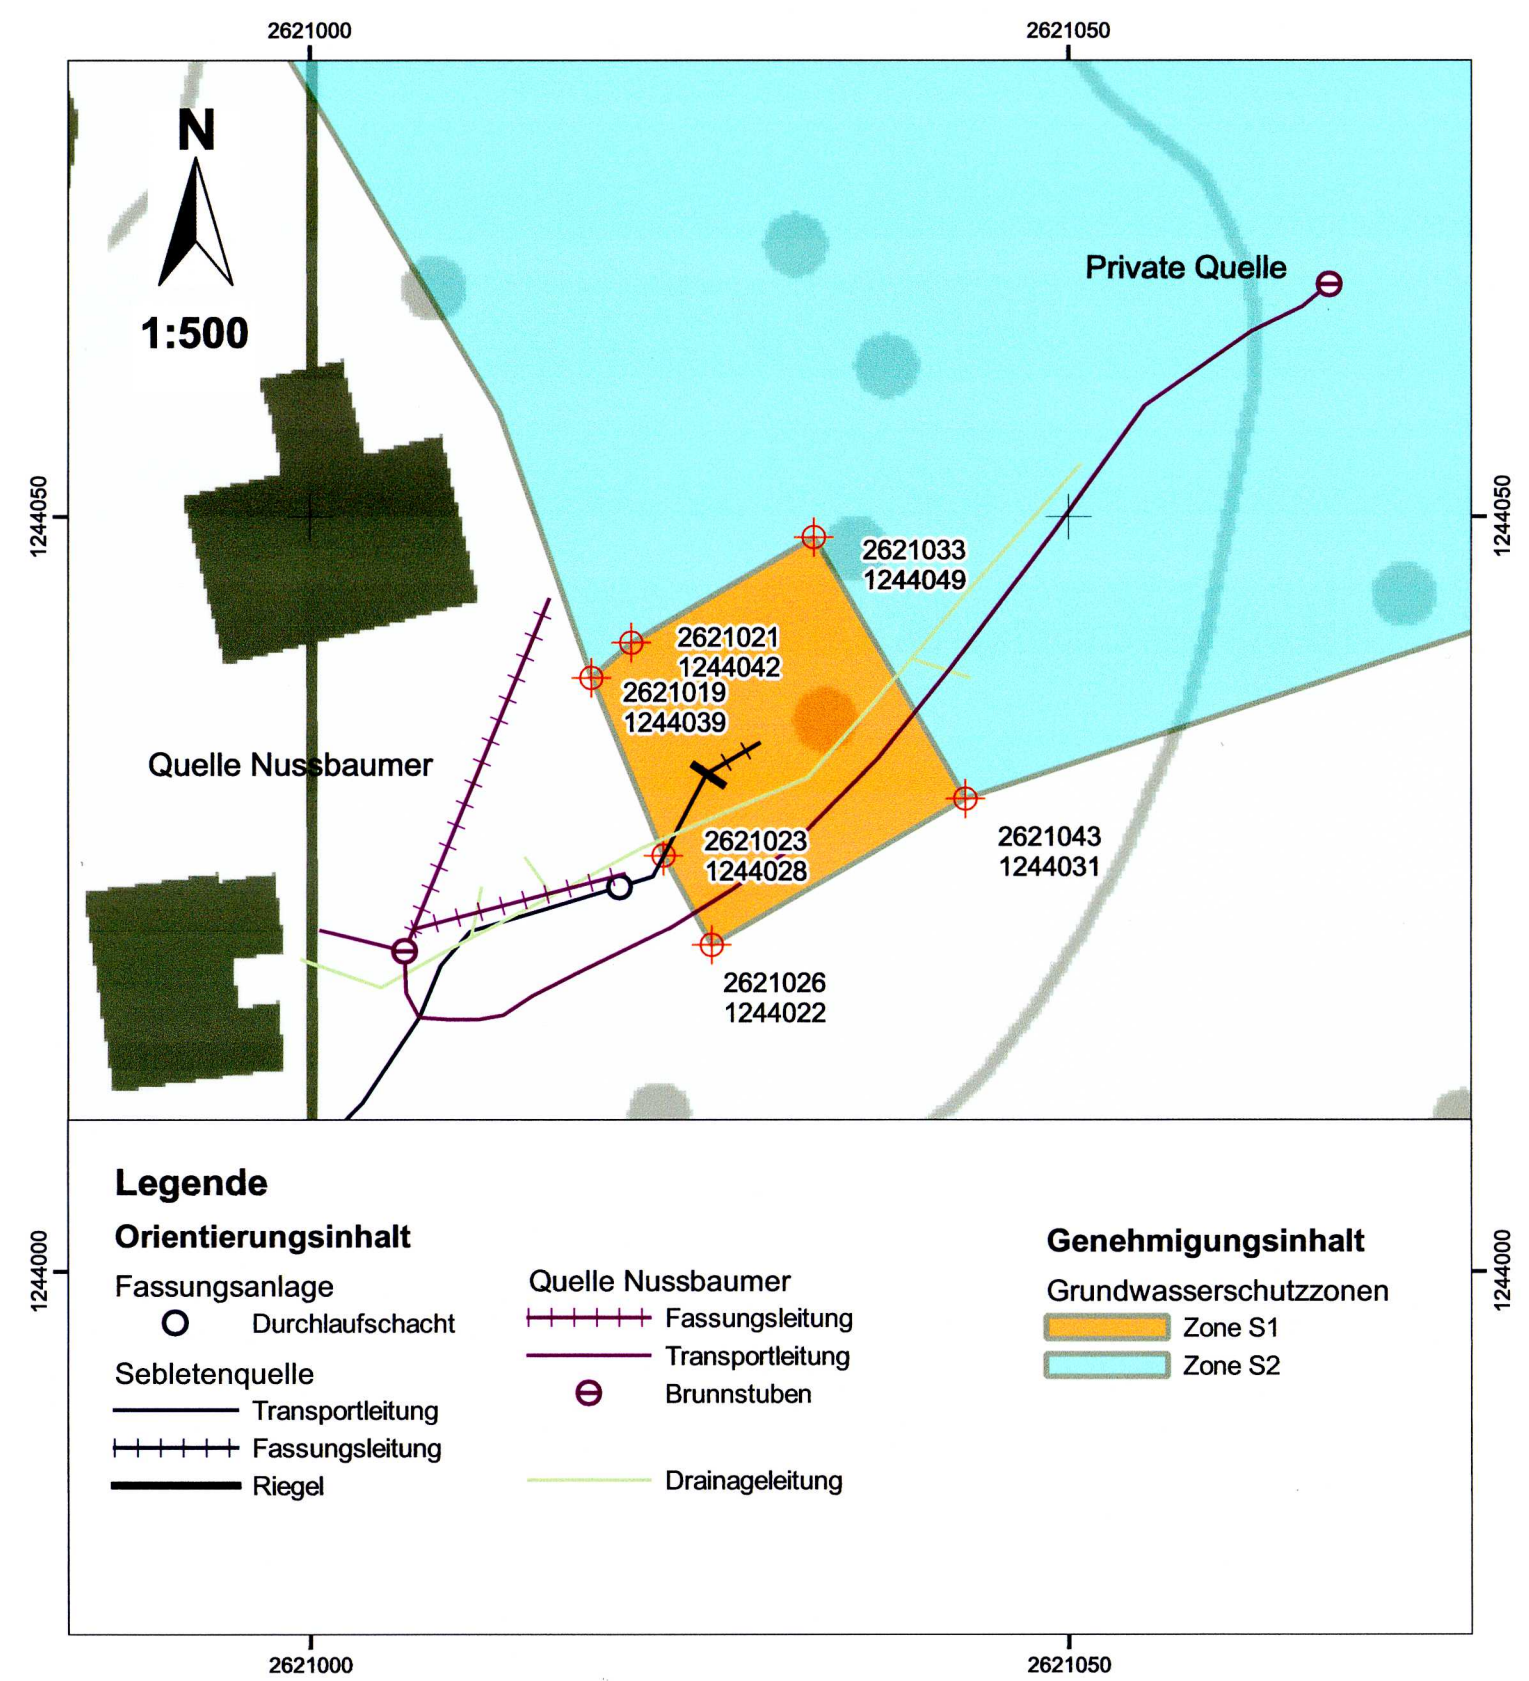 2621000
2621050
N
1:500
Private Quelle
1244050
1244050
2621033
1244049
2621021
1244042
2621019
1244039
Quelle Nussbaumer
2621023
1244028
2621043
1244031
2621026
1244022
Legende
Orientierungsinhalt
Fassungsanlage
Durchlaufschacht
Sebletenquelle
Transportleitung
Fassungsleitung
Riegel
Quelle Nussbaumer
Fassungsleitung
Transportleitung
Brunnstuben
Drainageleitung
Genehmigungsinhalt
Grundwasserschutzzonen
Zone S1
Zone S2
1244000
1244000
2621000
2621050